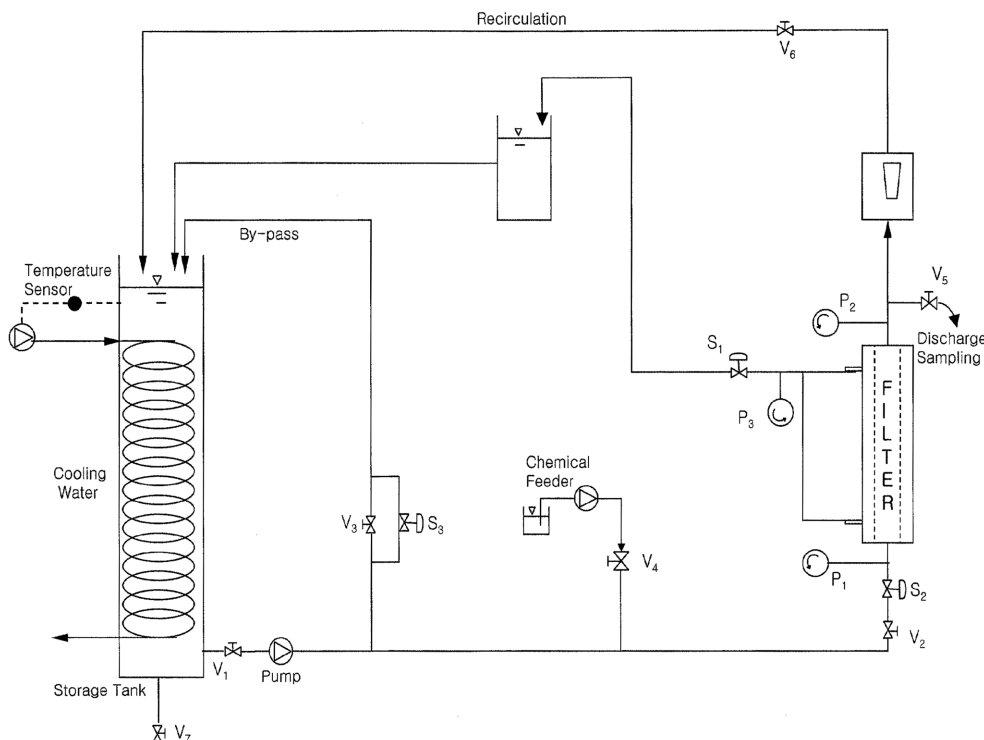 Recirculation
V6
By-pass
Temperature
Sensor
V5
P2
Discharge
Sampling
S1
P3
FILTER
Cooling
Water
Chemical
Feeder
V3
S3
V4
P1
S2
V2
V1
Pump
Storage Tank
V7